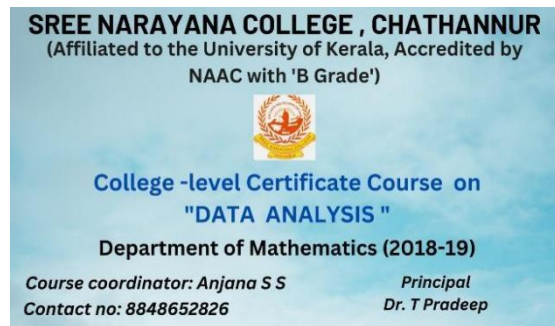 SREE NARAYANA COLLEGE , CHATHANNUR
(Affiliated to the University of Kerala, Accredited by
NAAC with 'B Grade')
College -level Certificate Course on
"DATA ANALYSIS "
Department of Mathematics (2018-19)
Course coordinator: Anjana S S
Principal
Contact no: 8848652826
Dr. T Pradeep